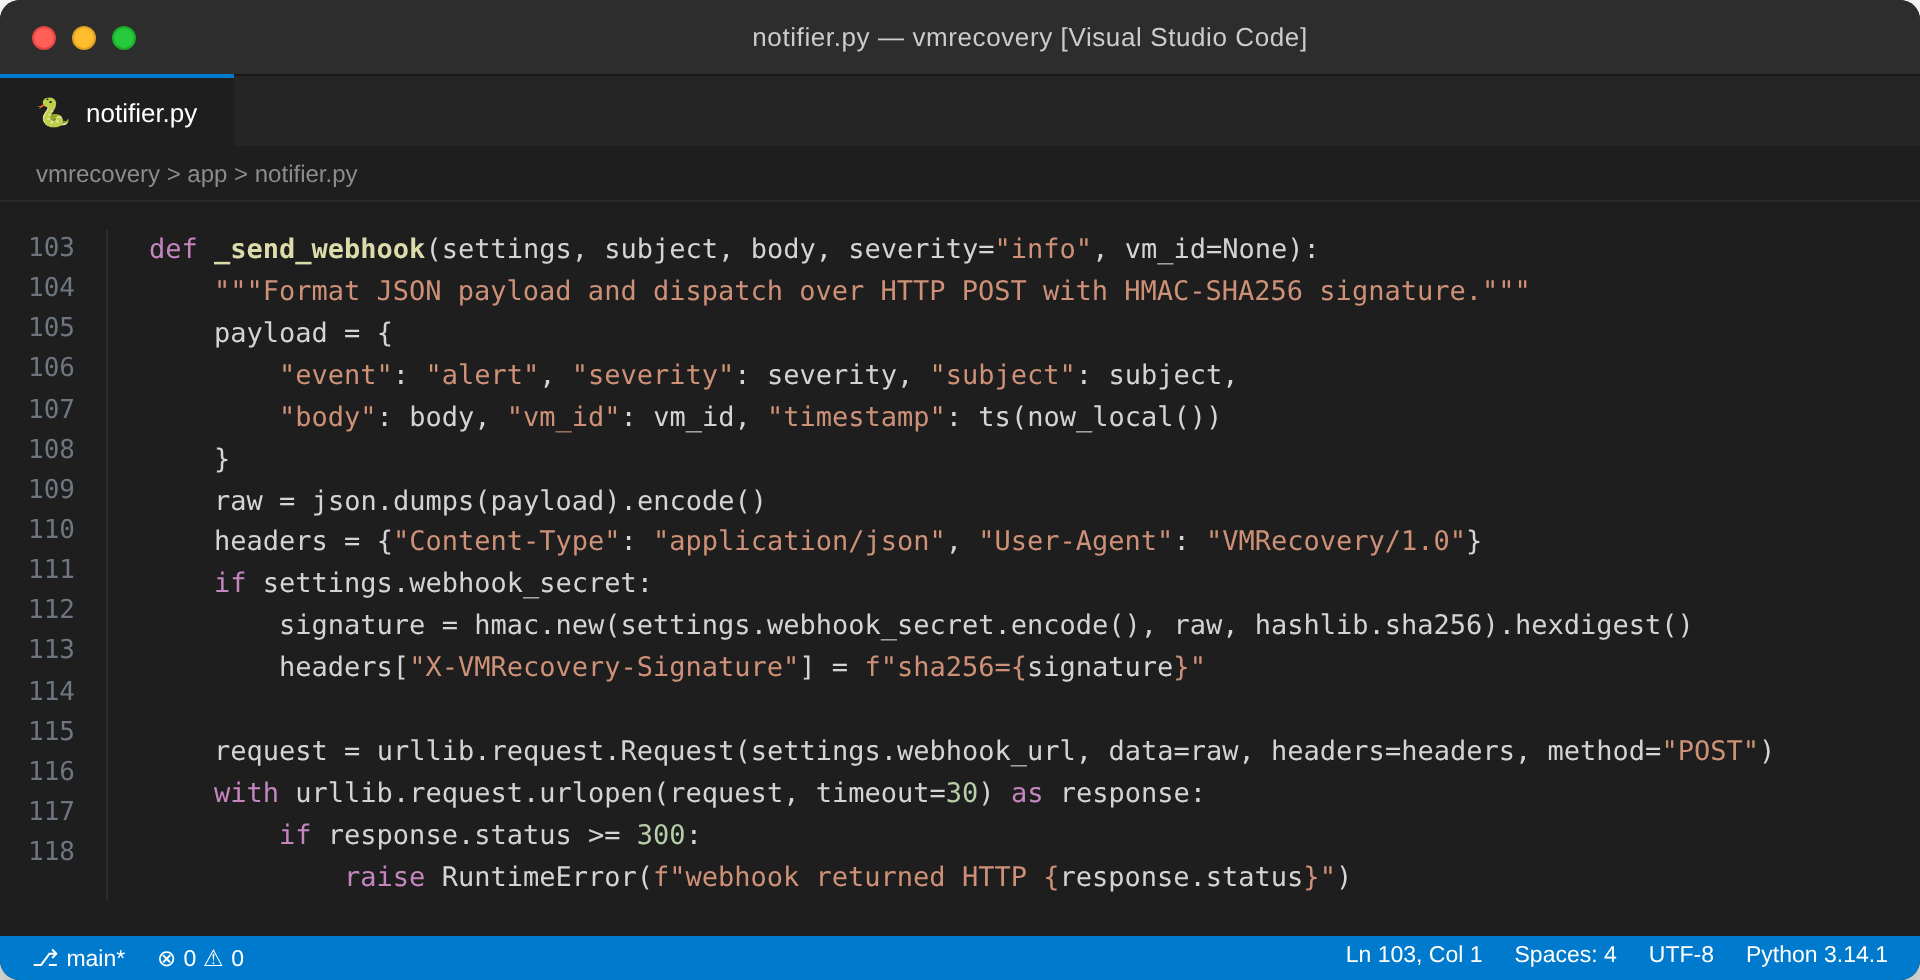 notifier.py — vmrecovery [Visual Studio Code]
notifier.py
vmrecovery > app > notifier.py
103 def _send_webhook(settings, subject, body, severity="info", vm_id=None):
104     """Format JSON payload and dispatch over HTTP POST with HMAC-SHA256 signature."""
105     payload = {
106         "event": "alert", "severity": severity, "subject": subject,
107         "body": body, "vm_id": vm_id, "timestamp": ts(now_local())
108     }
109     raw = json.dumps(payload).encode()
110     headers = {"Content-Type": "application/json", "User-Agent": "VMRecovery/1.0"}
111     if settings.webhook_secret:
112         signature = hmac.new(settings.webhook_secret.encode(), raw, hashlib.sha256).hexdigest()
113         headers["X-VMRecovery-Signature"] = f"sha256={signature}"
114
115     request = urllib.request.Request(settings.webhook_url, data=raw, headers=headers, method="POST")
116     with urllib.request.urlopen(request, timeout=30) as response:
117         if response.status >= 300:
118             raise RuntimeError(f"webhook returned HTTP {response.status}")
⎇ main* ⊗ 0 ⚠ 0 Ln 103, Col 1 Spaces: 4 UTF-8 Python 3.14.1